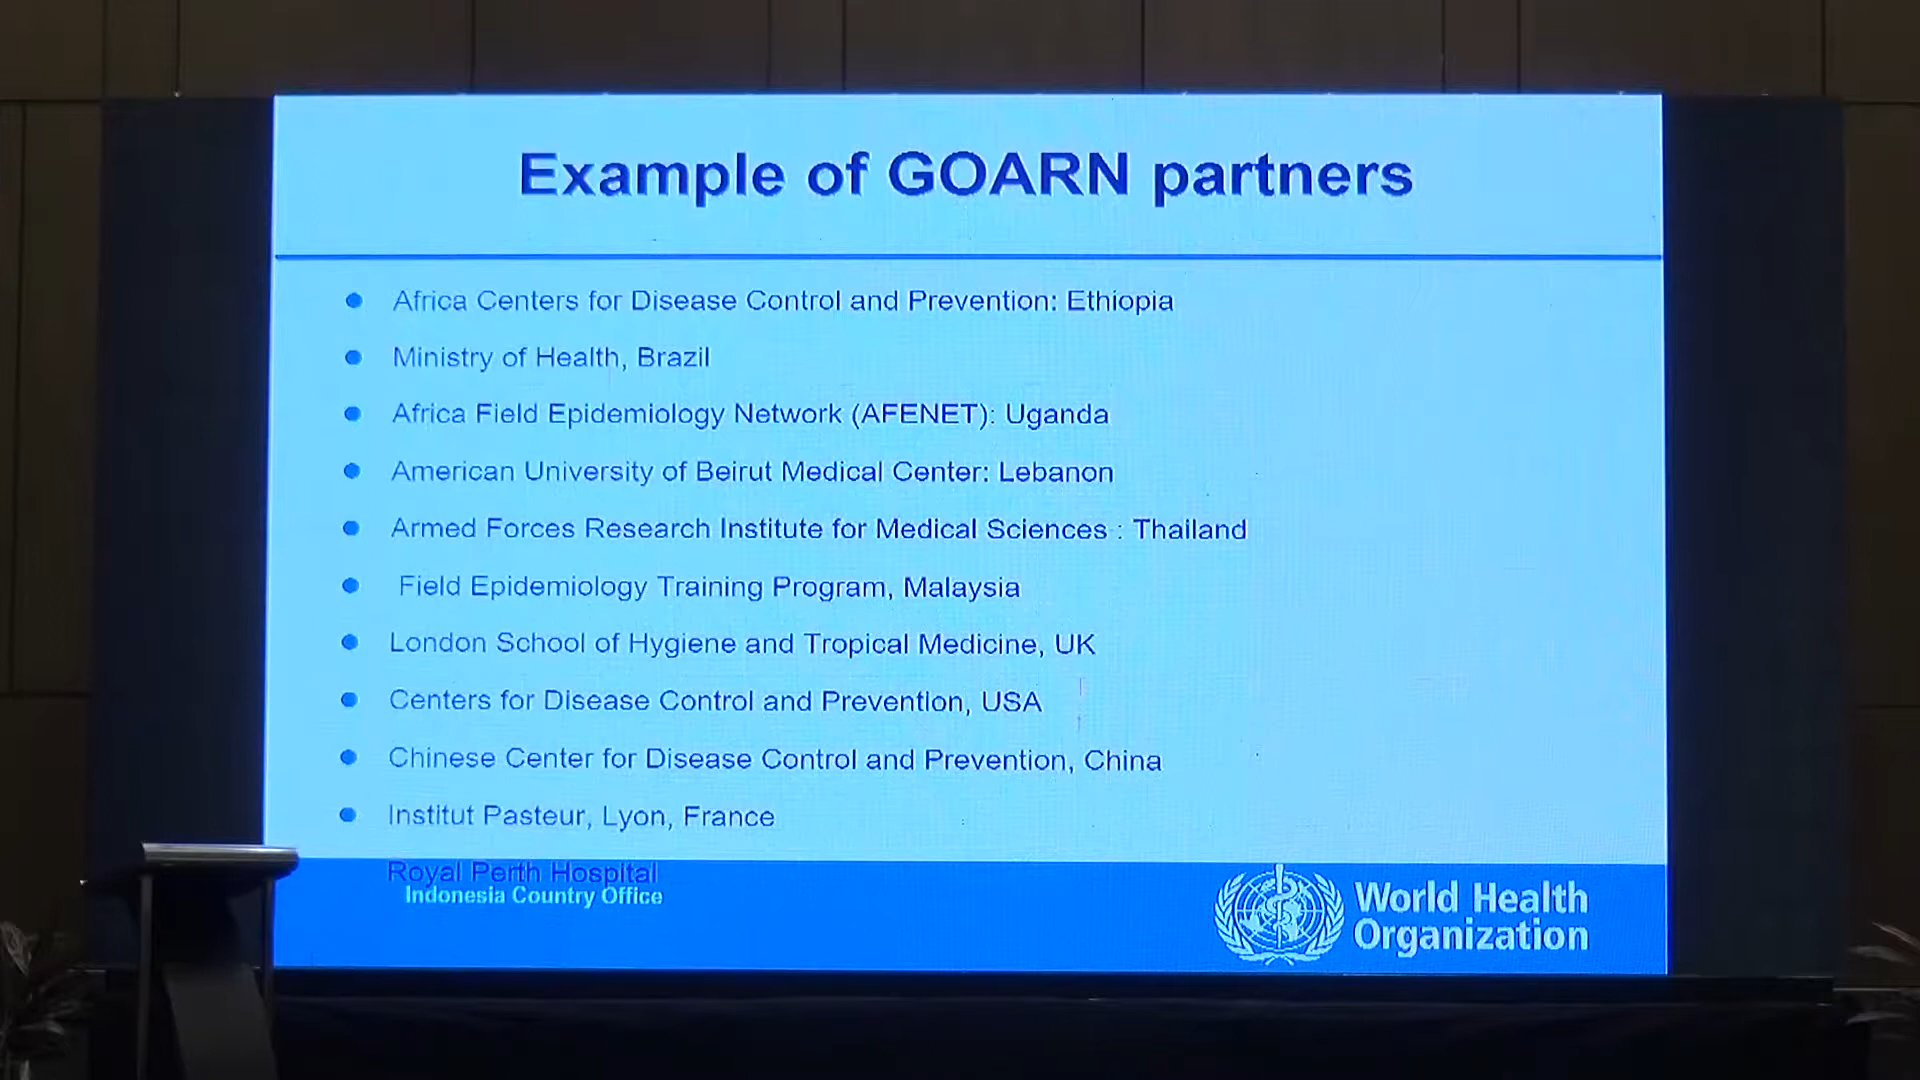 Example of GOARN partners
Africa Centers for Disease Control and Prevention: Ethiopia
Ministry of Health, Brazil
Africa Field Epidemiology Network (AFENET): Uganda
American University of Beirut Medical Center: Lebanon
Armed Forces Research Institute for Medical Sciences : Thailand
Field Epidemiology Training Program, Malaysia
London School of Hygiene and Tropical Medicine, UK
Centers for Disease Control and Prevention, USA
Chinese Center for Disease Control and Prevention, China
Institut Pasteur, Lyon, France
Royal Perth Hospital
Indonesia Country Office
World Health
Organization